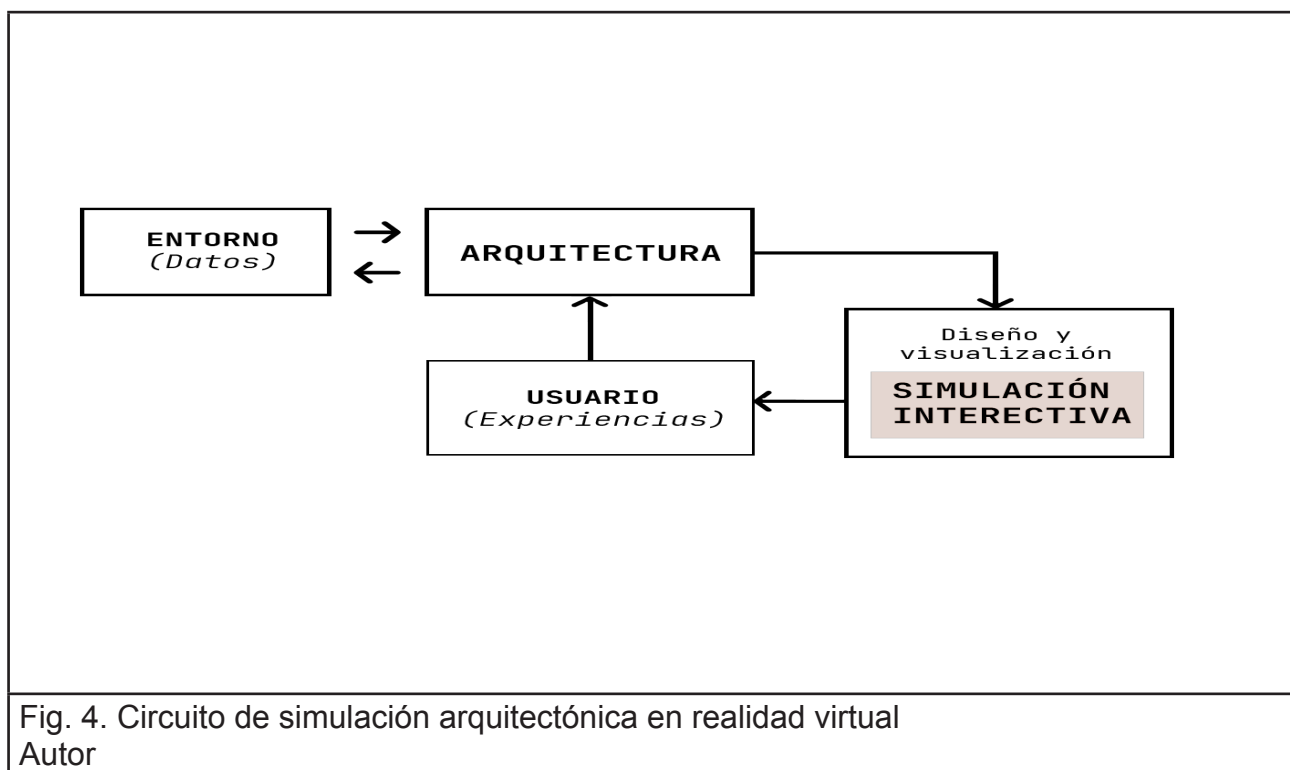 ENTORNO
(Datos)
ARQUITECTURA
Diseño y
visualización
SIMULACIÓN
INTERECTIVA
USUARIO
(Experiencias)
Fig. 4. Circuito de simulación arquitectónica en realidad virtual
Autor